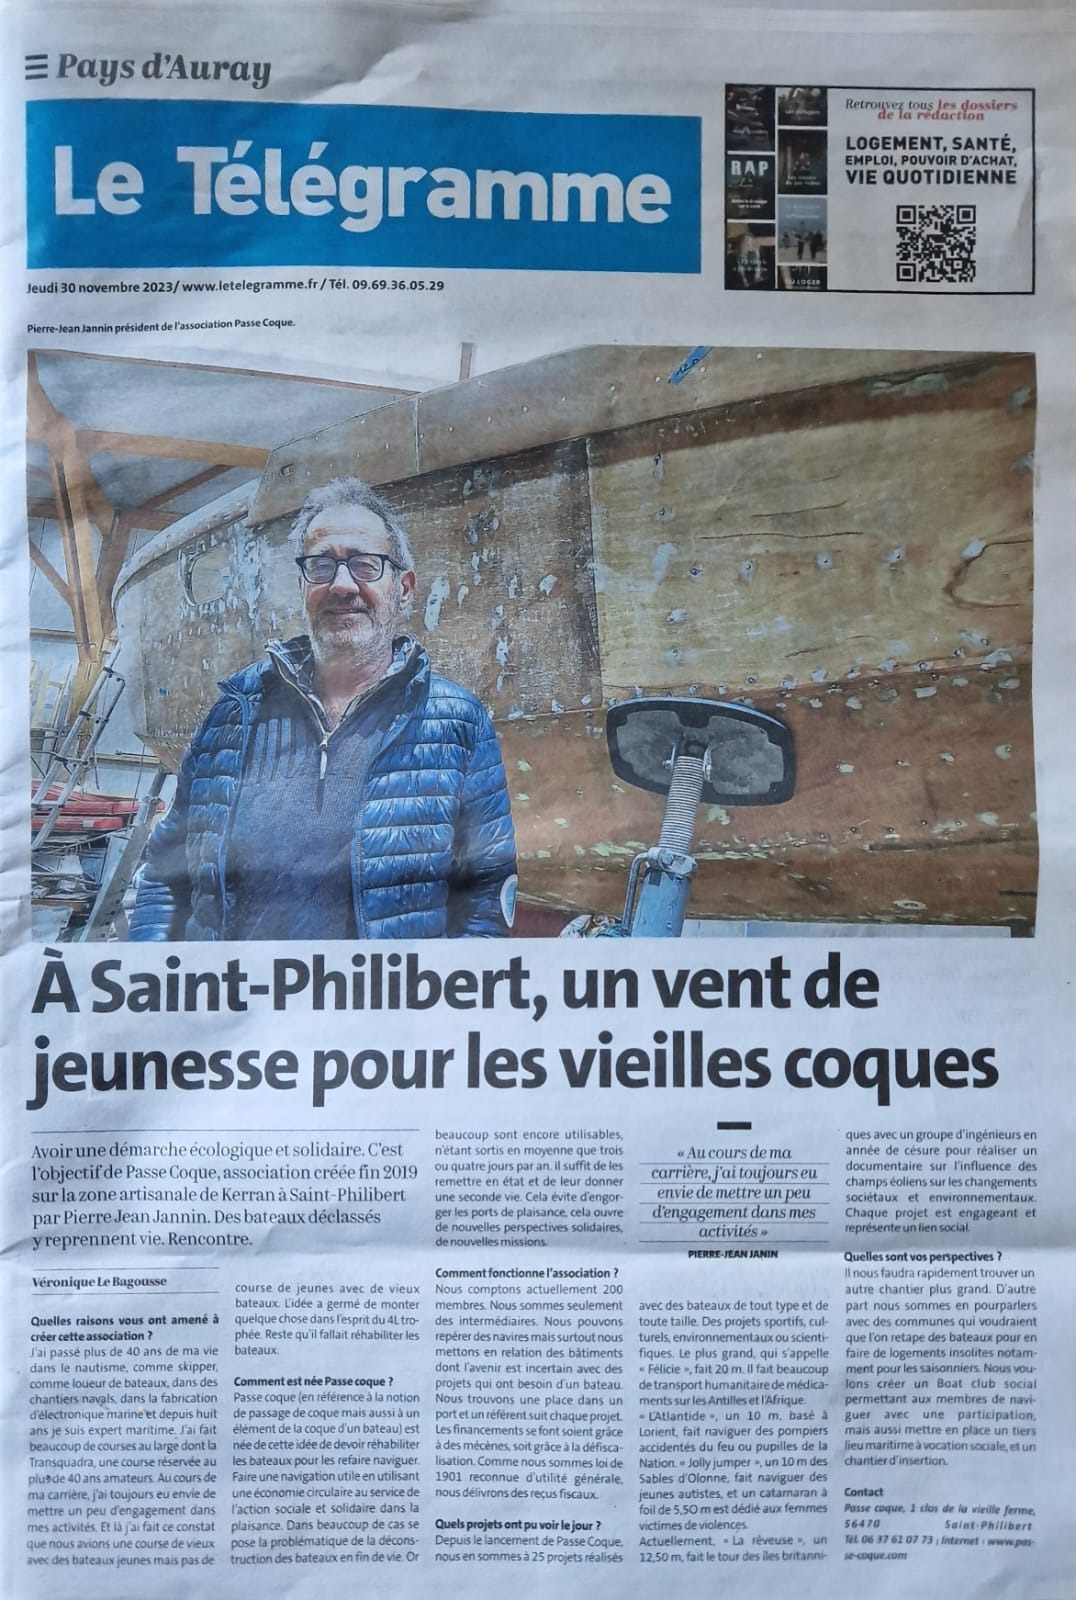 Pays d'Auray
Le Télégramme
Retrouvez tous les dossiers
de la rédaction
LOGEMENT, SANTÉ,
EMPLOI, POUVOIR D'ACHAT,
VIE QUOTIDIENNE
RAP
Jeudi 30 novembre 2023/ www.letelegramme.fr / Tél. 09.69.36.05.29
Pierre-Jean Jannin président de l'association Passe Coque.
120
À Saint-Philibert, un vent de
jeunesse pour les vieilles coques
Avoir une démarche écologique et solidaire. C'est
l'objectif de Passe Coque, association créée fin 2019
sur la zone artisanale de Kerran à Saint-Philibert
par Pierre Jean Jannin. Des bateaux déclassés
y reprennent vie. Rencontre.
Véronique Le Bagousse
Quelles raisons vous ont amené à
créer cette association ?
J'ai passé plus de 40 ans de ma vie
dans le nautisme, comme skipper,
comme loueur de bateaux, dans des
chantiers navals, dans la fabrication
d'électronique marine et depuis huit
ans je suis expert maritime. J'ai fait
beaucoup de courses au large dont la
Transquadra, une course réservée au
plus de 40 ans amateurs. Au cours de
ma carrière, j'ai toujours eu envie de
mettre un peu d'engagement dans
mes activités. Et là j'ai fait ce constat
que nous avions une course de vieux
avec des bateaux jeunes mais pas de
course de jeunes avec de vieux
bateaux. L'idée a germé de monter
quelque chose dans l'esprit du 4L tro-
phée. Reste qu'il fallait réhabiliter les
bateaux.
Comment est née Passe coque ?
Passe coque (en référence à la notion
de passage de coque mais aussi à un
élément de la coque d'un bateau) est
née de cette idée de devoir réhabiliter
les bateaux pour les refaire naviguer.
Faire une navigation utile en utilisant
une économie circulaire au service de
l'action sociale et solidaire dans la
plaisance. Dans beaucoup de cas se
pose la problématique de la décons-
truction des bateaux en fin de vie. Or
beaucoup sont encore utilisables,
n'étant sortis en moyenne que trois
ou quatre jours par an. Il suffit de les
remettre en état et de leur donner
une seconde vie. Cela évite d'engor-
ger les ports de plaisance, cela ouvre
de nouvelles perspectives solidaires,
de nouvelles missions.
Comment fonctionne l'association ?
Nous comptons actuellement 200
membres. Nous sommes seulement
des intermédiaires. Nous pouvons
repérer des navires mais surtout nous
mettons en relation des bâtiments
dont l'avenir est incertain avec des
projets qui ont besoin d'un bateau.
Nous trouvons une place dans un
port et un référent suit chaque projet.
Les financements se font soient grâce
à des mécènes, soit grâce à la défisca-
lisation. Comme nous sommes loi de
1901 reconnue d'utilité générale,
nous délivrons des reçus fiscaux.
Quels projets ont pu voir le jour ?
Depuis le lancement de Passe Coque,
nous en sommes à 25 projets réalisés
« Au cours de ma
carrière, j'ai toujours eu
envie de mettre un peu
d'engagement dans mes
activités »
PIERRE-JEAN JANIN
avec des bateaux de tout type et de
toute taille. Des projets sportifs, cul-
turels, environnementaux ou scienti-
fiques. Le plus grand, qui s'appelle
« Félicie », fait 20 m. Il fait beaucoup
de transport humanitaire de médica-
ments sur les Antilles et l'Afrique.
« L'Atlantide », un 10 m, basé à
Lorient, fait naviguer des pompiers
accidentés du feu ou pupilles de la
Nation. « Jolly jumper », un 10 m des
Sables d'Olonne, fait naviguer des
jeunes autistes, et un catamaran à
foil de 5,50 m est dédié aux femmes
victimes de violences.
Actuellement, « La rêveuse », un
12,50 m, fait le tour des îles britanni-
ques avec un groupe d'ingénieurs en
année de césure pour réaliser un
documentaire sur l'influence des
champs éoliens sur les changements
sociétaux et environnementaux.
Chaque projet est engageant et
représente un lien social.
Quelles sont vos perspectives ?
Il nous faudra rapidement trouver un
autre chantier plus grand. D'autre
part nous sommes en pourparlers
avec des communes qui voudraient
que l'on retape des bateaux pour en
faire de logements insolites notam-
ment pour les saisonniers. Nous vou-
lons créer un Boat club social
permettant aux membres de navi-
guer avec une participation,
mais aussi mettre en place un tiers
lieu maritime à vocation sociale, et un
chantier d'insertion.
Contact
Passe coque, 1 clos de la vieille ferme,
56470 Saint-Philibert
Tél. 06 37 61 07 73 ; Internet : www.pas-
se-coque.com